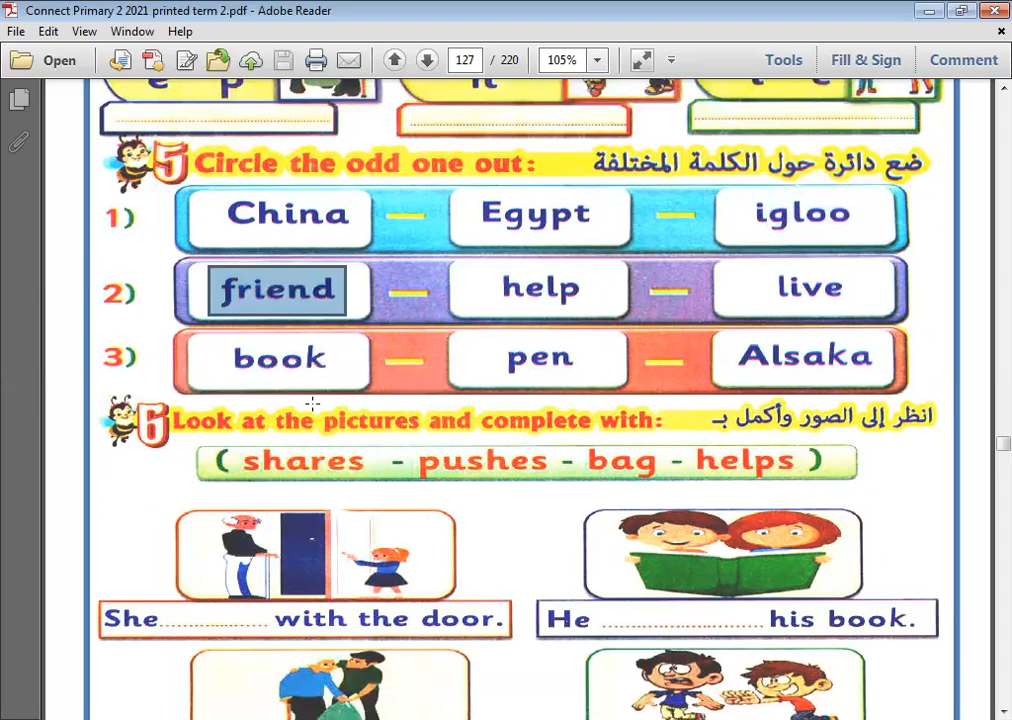 Connect Primary 2 2021 printed term 2.pdf - Adobe Reader
File Edit View Window Help
Open 127 / 220 105% Tools Fill & Sign Comment
e p it
5 Circle the odd one out: ضع دائرة حول الكلمة المختلفة
1) China — Egypt — igloo
2) friend — help — live
3) book — pen — Alsaka
6 Look at the pictures and complete with: انظر إلى الصور وأكمل بـ
( shares - pushes - bag - helps )
She............... with the door.
He ....................... his book.